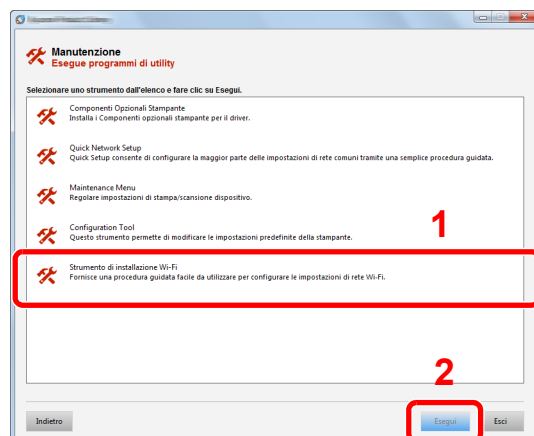 Manutenzione
Esegue programmi di utility
Selezionare uno strumento dall'elenco e fare clic su Esegui.
Componenti Opzionali Stampante
Installa i Componenti opzionali stampante per il driver.
Quick Network Setup
Quick Setup consente di configurare la maggior parte delle impostazioni di rete comuni tramite una semplice procedura guidata.
Maintenance Menu
Regolare impostazioni di stampa/scansione dispositivo.
1
Configuration Tool
Questo strumento permette di modificare le impostazioni predefinite della stampante.
Strumento di installazione Wi-Fi
Fornisce una procedura guidata facile da utilizzare per configurare le impostazioni di rete Wi-Fi.
2
Indietro
Esegui
Esci